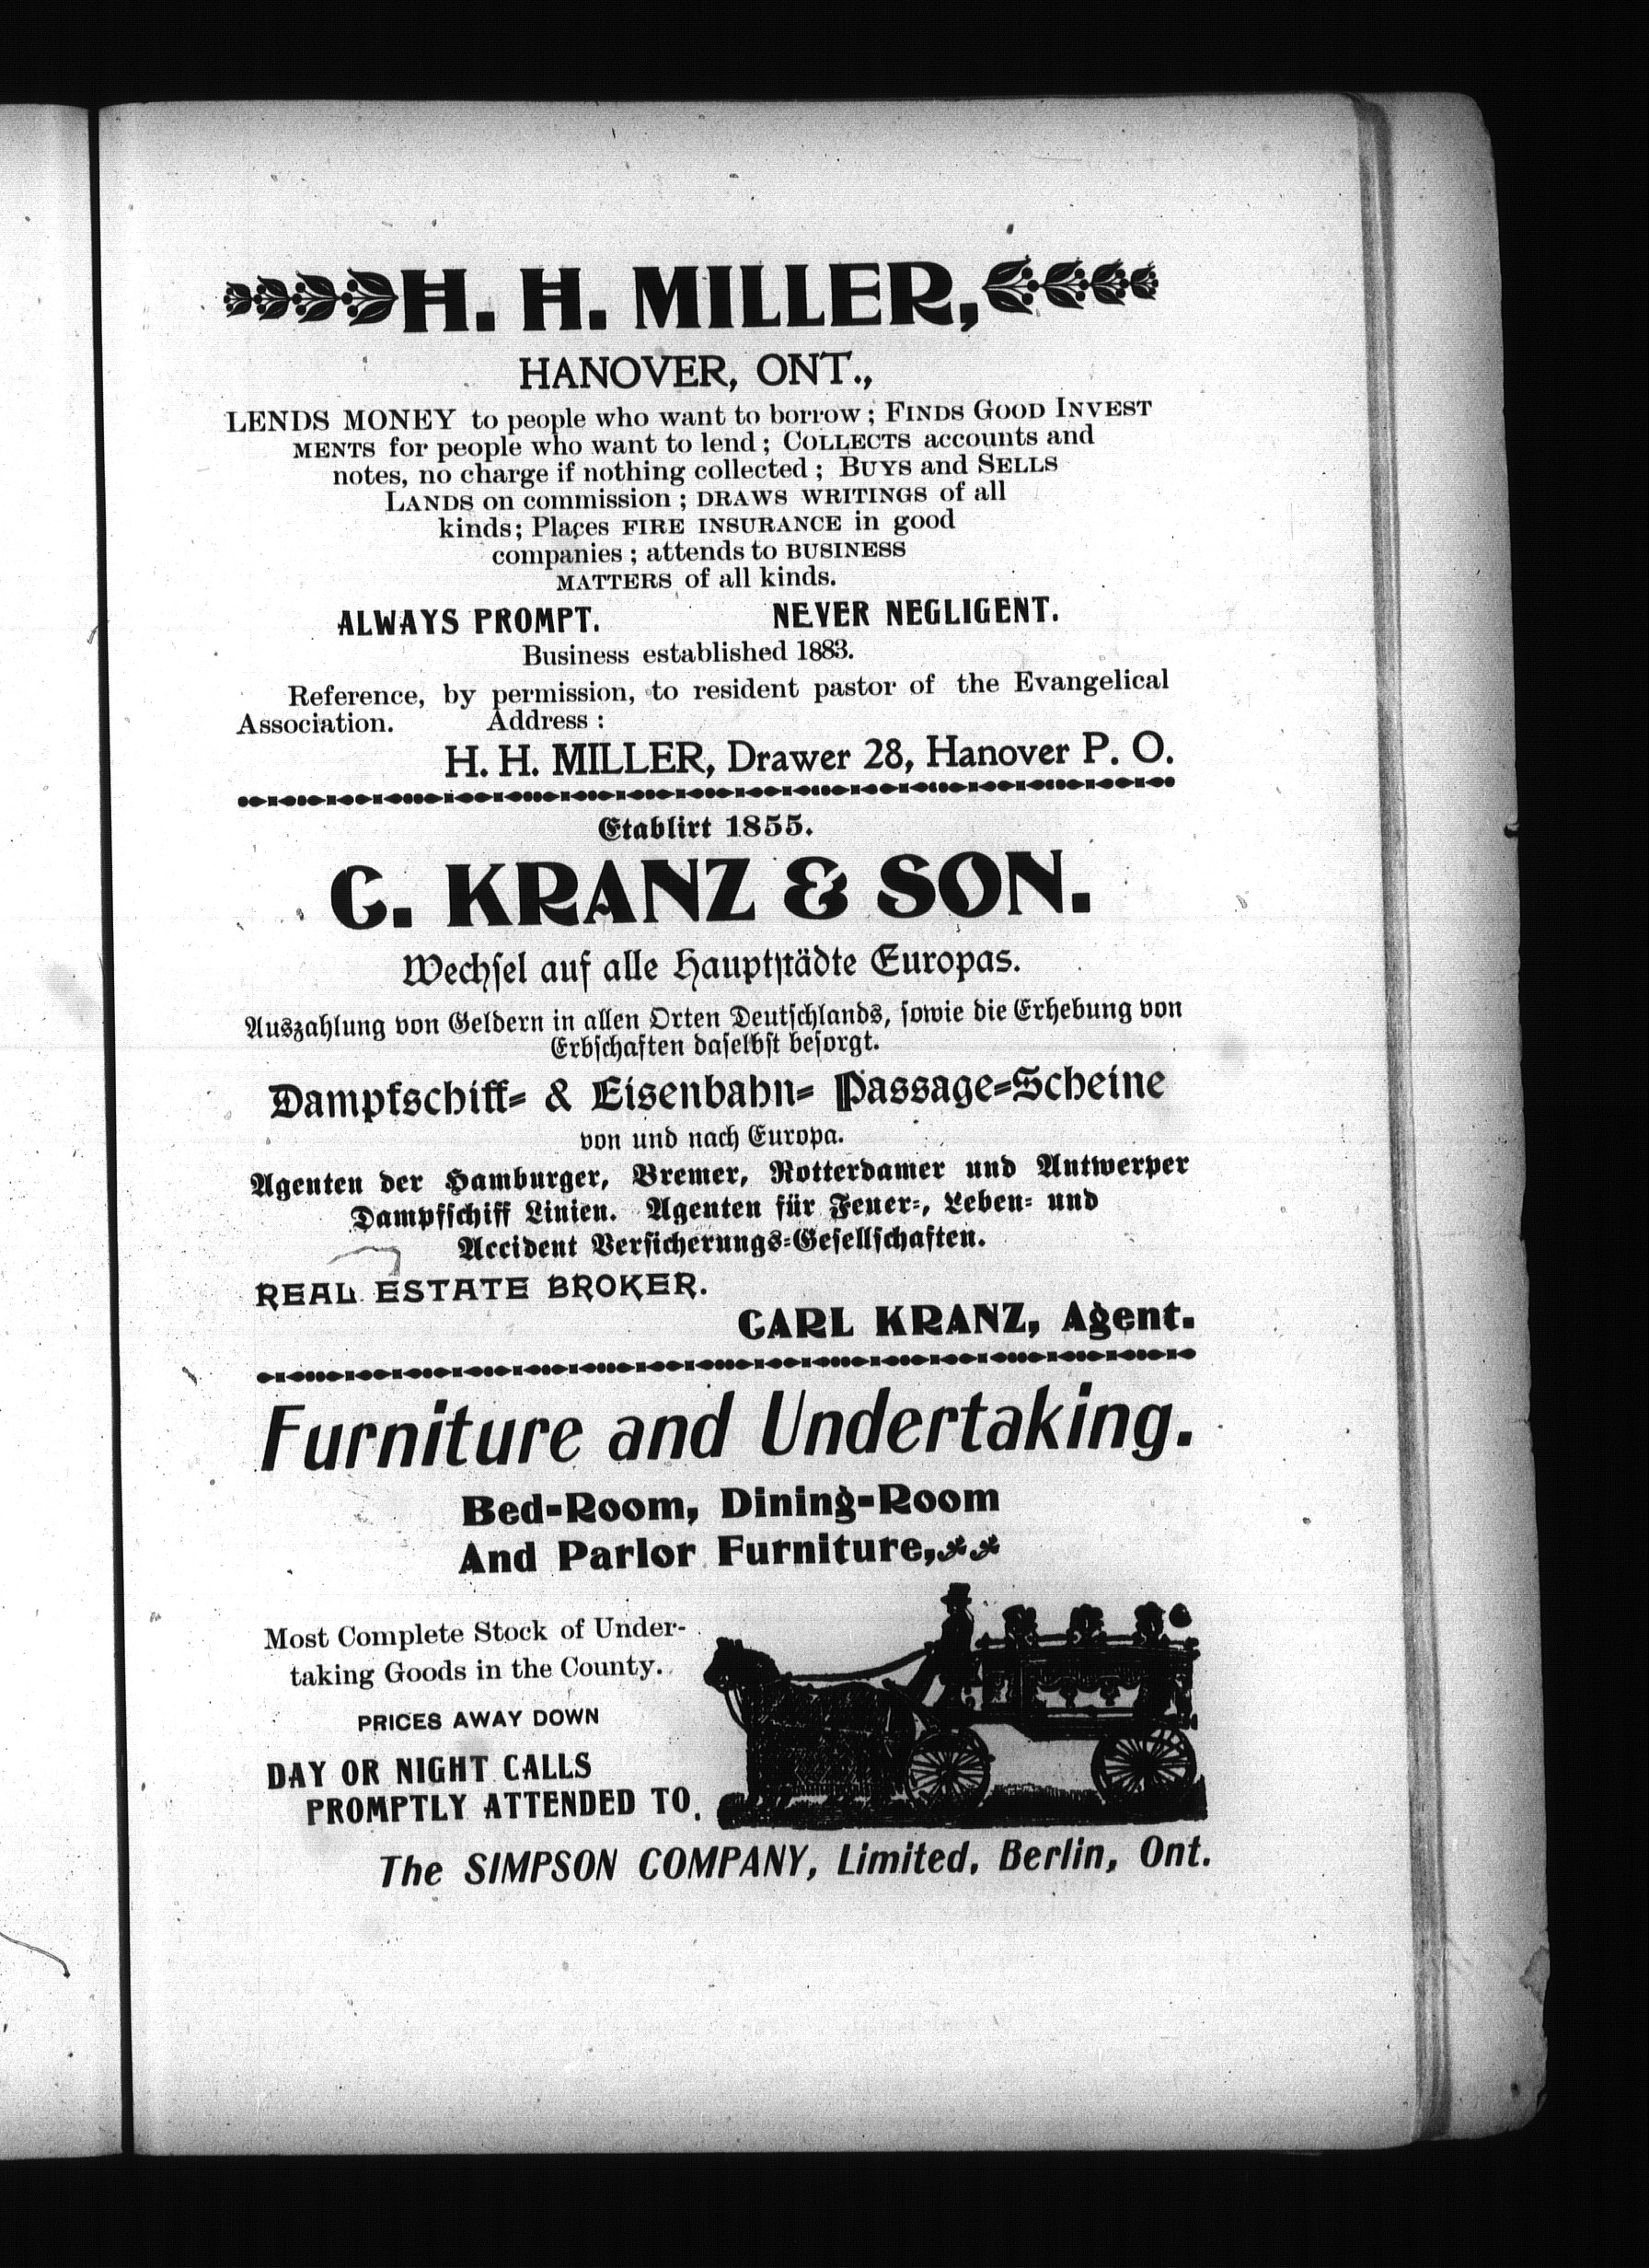 H. H. MILLER,
HANOVER, ONT.,
LENDS MONEY to people who want to borrow; FINDS GOOD INVEST
MENTS for people who want to lend; COLLECTS accounts and
notes, no charge if nothing collected; BUYS and SELLS
LANDS on commission; DRAWS WRITINGS of all
kinds; Places FIRE INSURANCE in good
companies; attends to BUSINESS
MATTERS of all kinds.
ALWAYS PROMPT. NEVER NEGLIGENT.
Business established 1883.
Reference, by permission, to resident pastor of the Evangelical
Association. Address:
H. H. MILLER, Drawer 28, Hanover P. O.
Etablirt 1855.
C. KRANZ & SON.
Wechsel auf alle Hauptstädte Europas.
Auszahlung von Geldern in allen Orten Deutschlands, sowie die Erhebung von
Erbschaften daselbst besorgt.
Dampfschiff- & Eisenbahn- Passage-Scheine
von und nach Europa.
Agenten der Hamburger, Bremer, Rotterdamer und Antwerper
Dampfschiff Linien. Agenten für Feuer-, Leben- und
Accident Versicherungs-Gesellschaften.
REAL ESTATE BROKER.
CARL KRANZ, Agent.
Furniture and Undertaking.
Bed-Room, Dining-Room
And Parlor Furniture,
Most Complete Stock of Under-
taking Goods in the County.
PRICES AWAY DOWN
DAY OR NIGHT CALLS
PROMPTLY ATTENDED TO.
The SIMPSON COMPANY, Limited, Berlin, Ont.